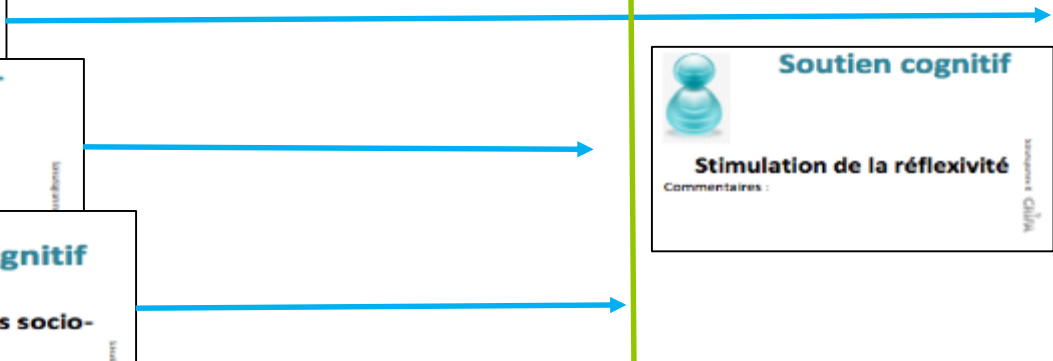 Soutien cognitif
Stimulation de la réflexivité
Commentaires :
gnitif
s socio-